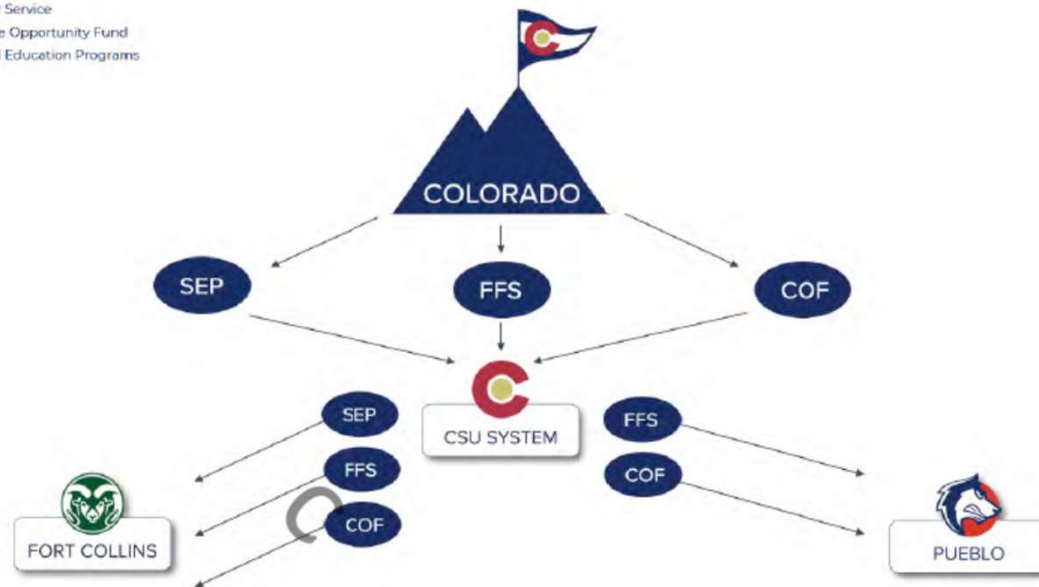 Service
Opportunity Fund
Education Programs
COLORADO
SEP
FFS
COF
CSU SYSTEM
SEP
FFS
FFS
COF
COF
FORT COLLINS
PUEBLO